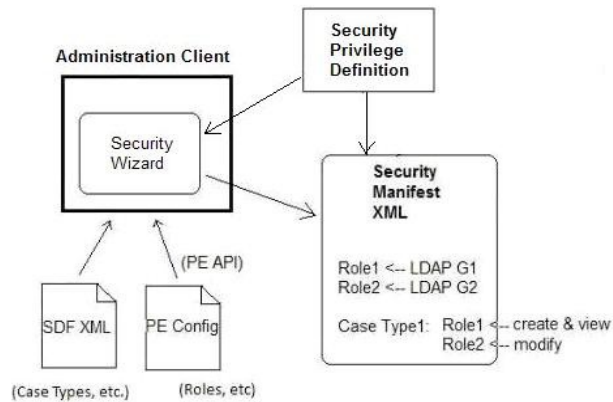 Security
Privilege
Definition
Administration Client
Security
Wizard
Security
Manifest
XML
Role1 <-- LDAP G1
Role2 <-- LDAP G2
Case Type1: Role1 <-- create & view
Role2 <-- modify
(PE API)
SDF XML
PE Config
(Case Types, etc.)
(Roles, etc)